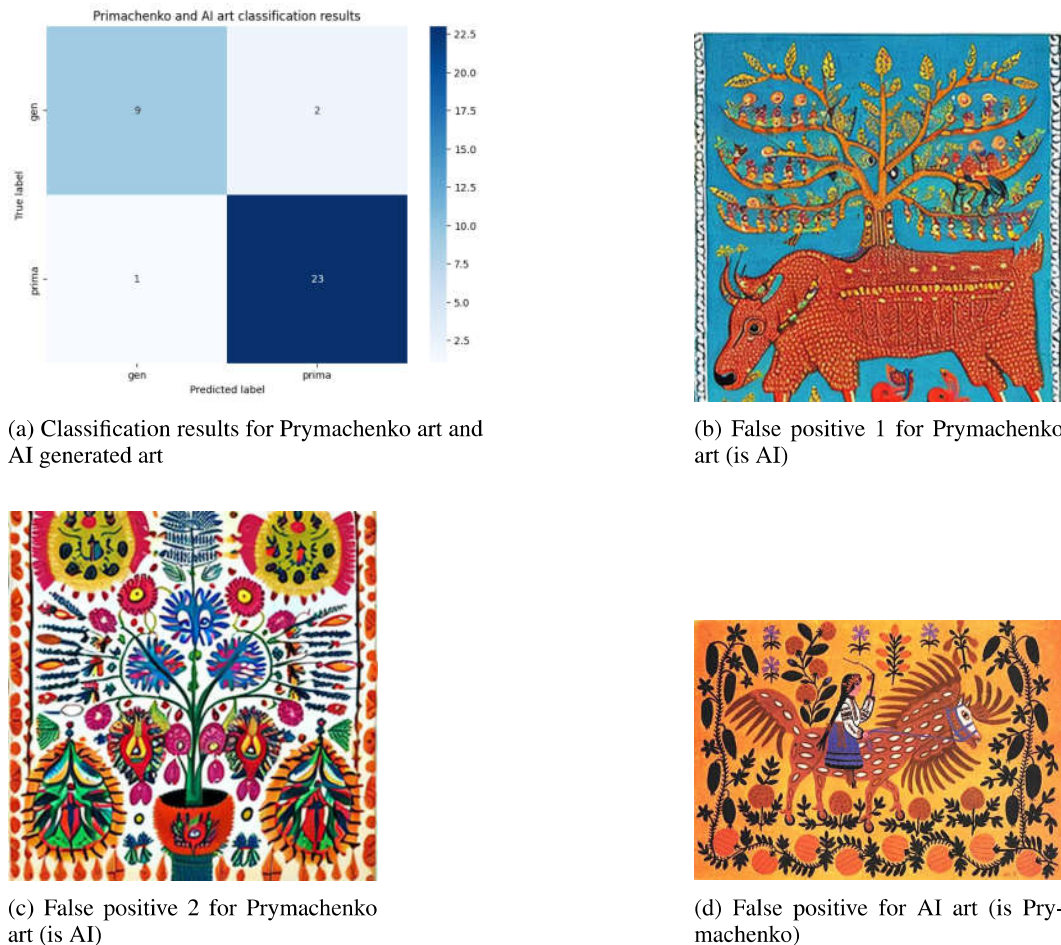 Primachenko and AI art classification results
22.5
20.0
17.5
15.0
12.5
10.0
7.5
5.0
2.5
True label
gen
prima
9
2
1
23
gen
prima
Predicted label
(a) Classification results for Prymachenko art and
AI generated art
(b) False positive 1 for Prymachenko
art (is AI)
(c) False positive 2 for Prymachenko
art (is AI)
(d) False positive for AI art (is Pry-
machenko)